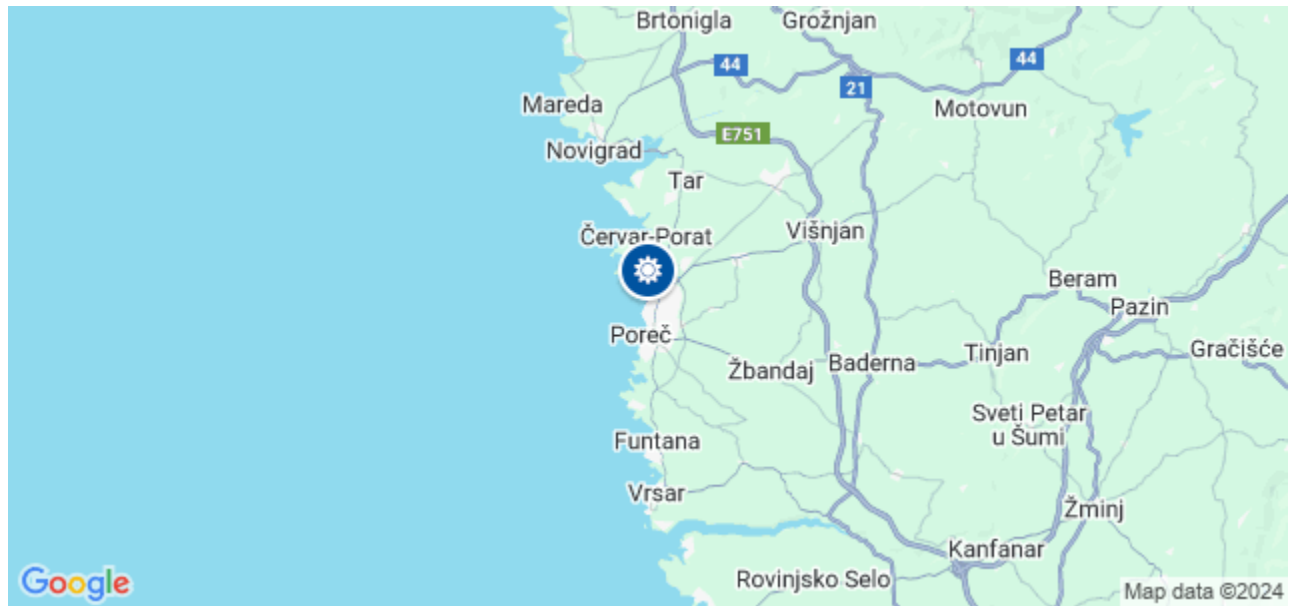 Brtonigla
Grožnjan
44
44
21
Mareda
Motovun
E751
Novigrad
Tar
Červar-Porat
Višnjan
Beram
Pazin
Poreč
Tinjan
Gračišće
Žbandaj
Baderna
Sveti Petar
u Šumi
Funtana
Vrsar
Žminj
Kanfanar
Rovinjsko Selo
Google
Map data ©2024